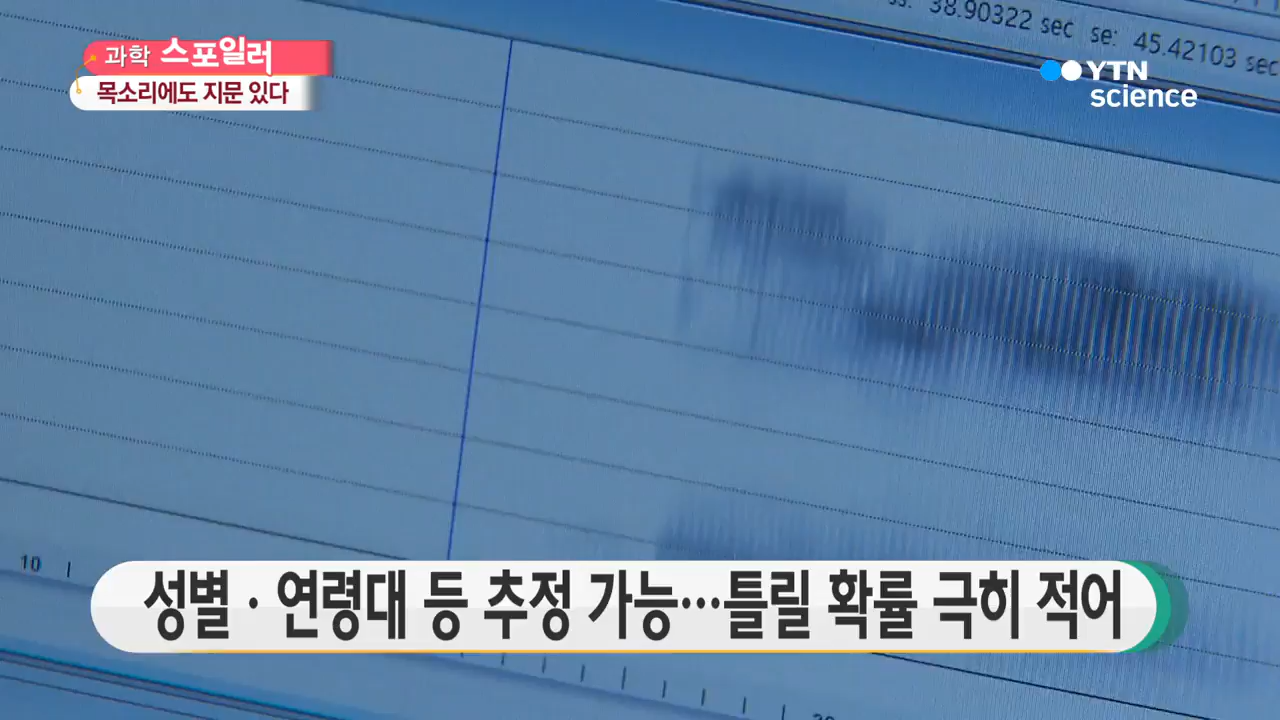 38.90322 sec se: 45.42103 sec
과학 스포일러
목소리에도 지문 있다
YTN
science
10
성별·연령대 등 추정 가능…틀릴 확률 극히 적어